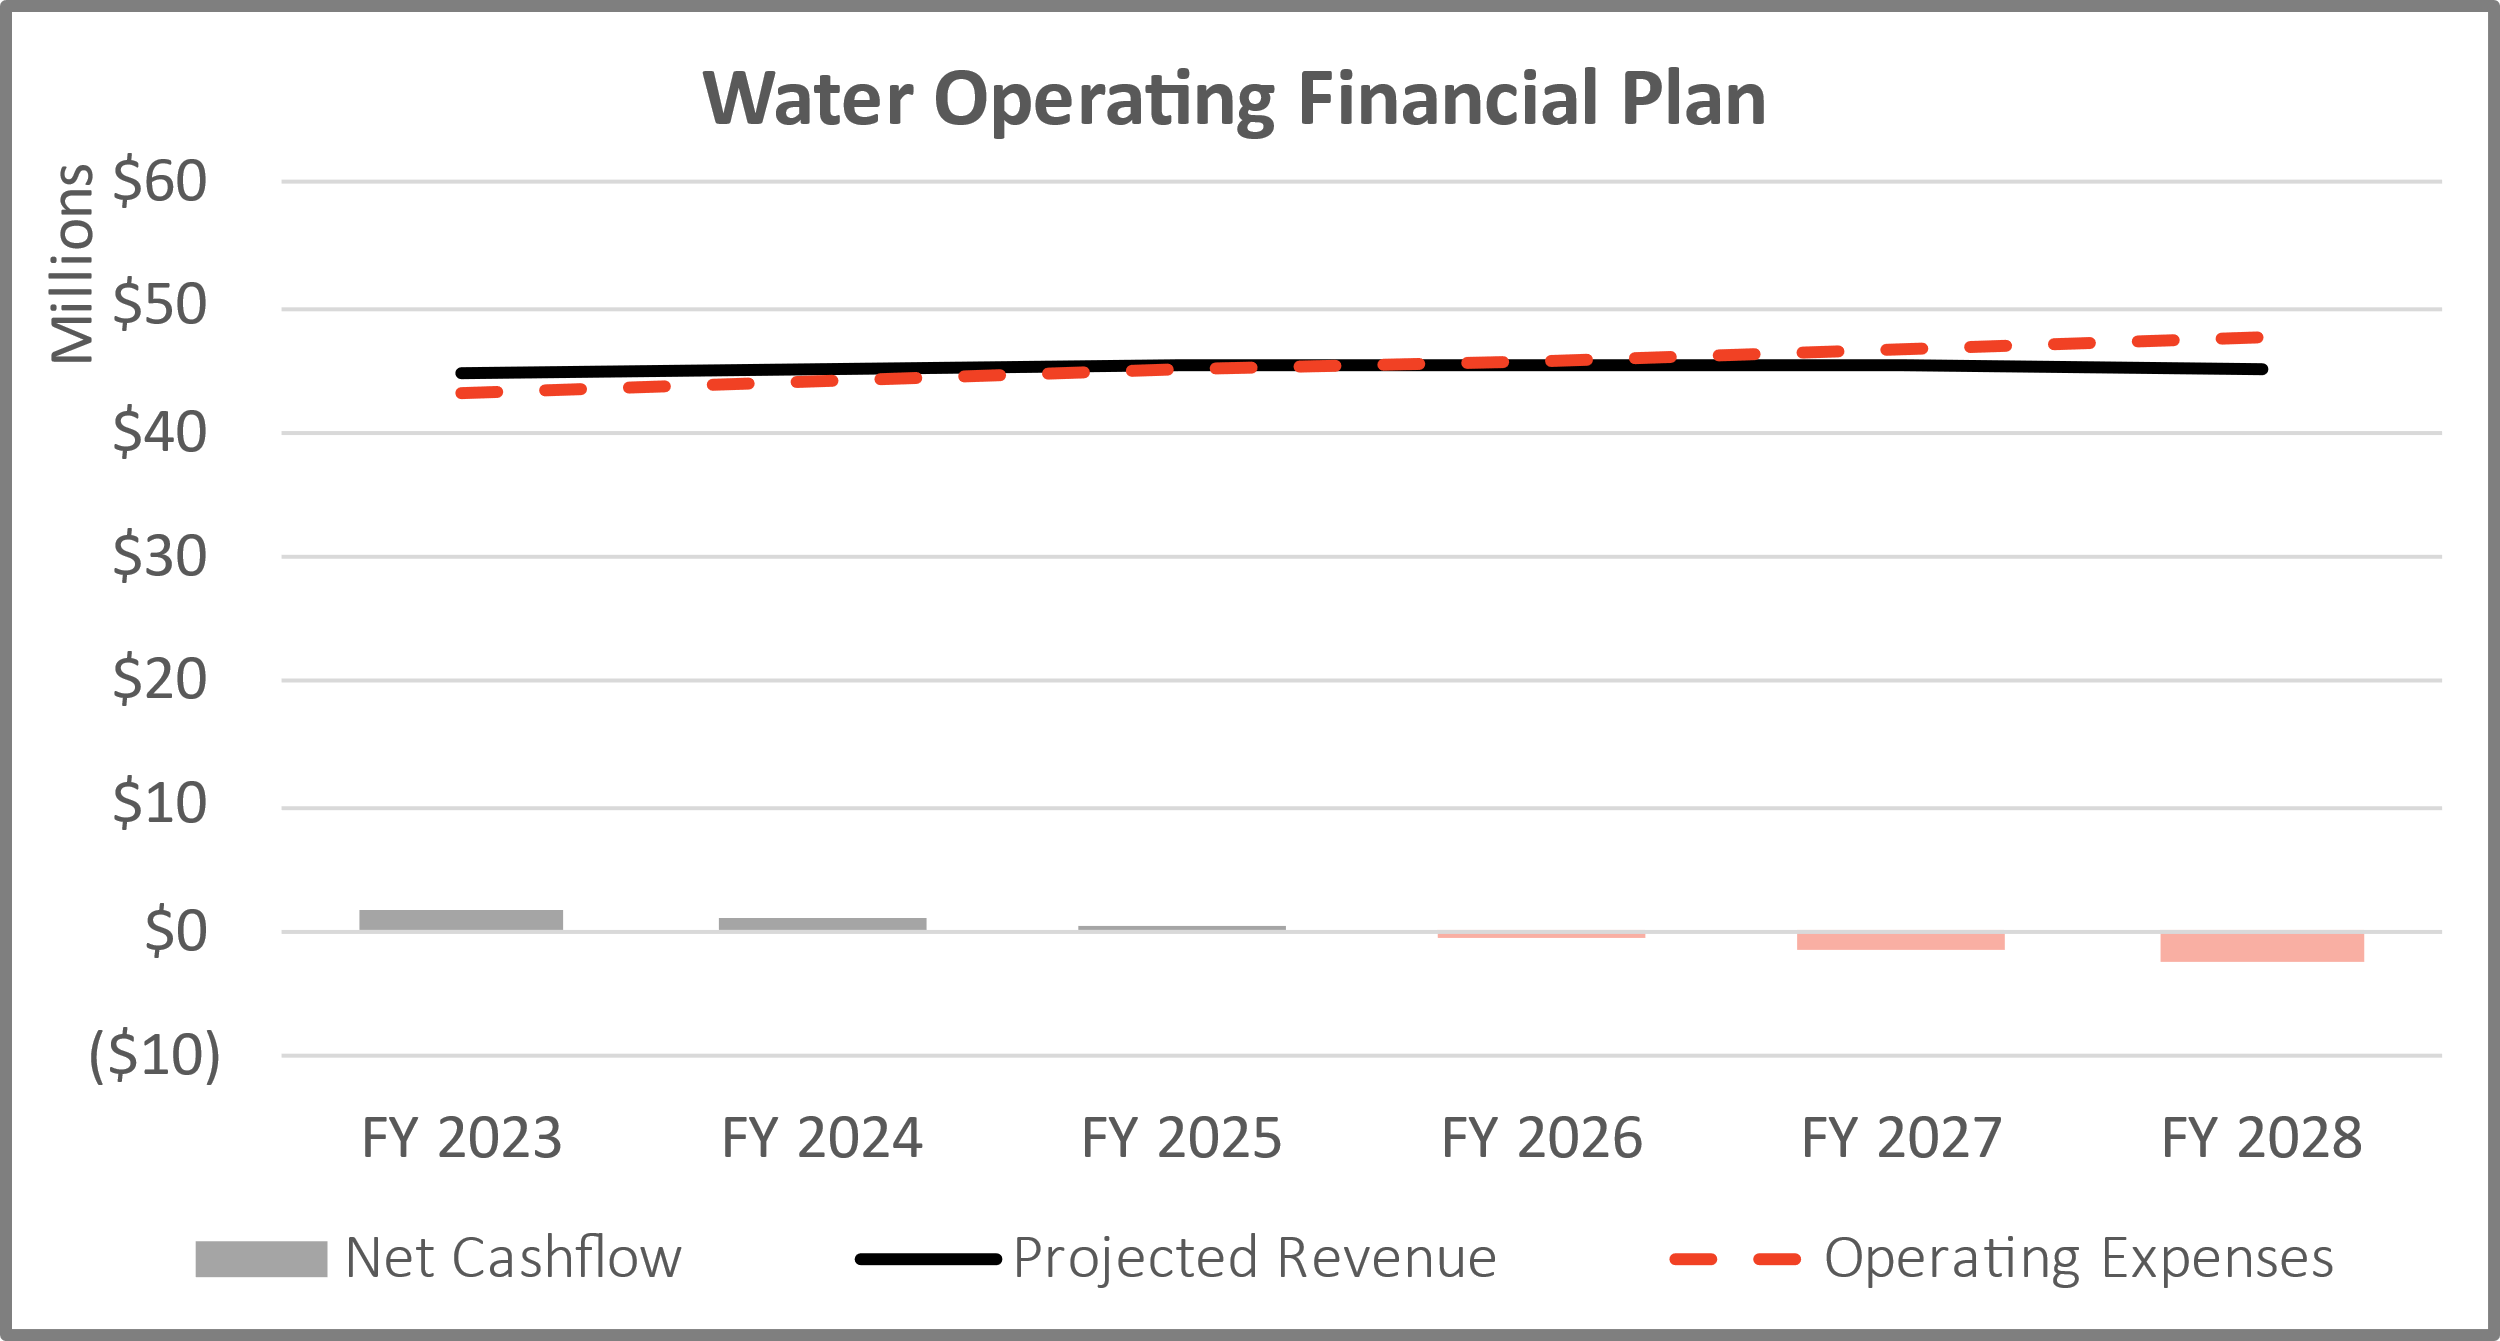 Water Operating Financial Plan
Millions
$60
$50
$40
$30
$20
$10
$0
($10)
FY 2023 FY 2024 FY 2025 FY 2026 FY 2027 FY 2028
Net Cashflow Projected Revenue Operating Expenses